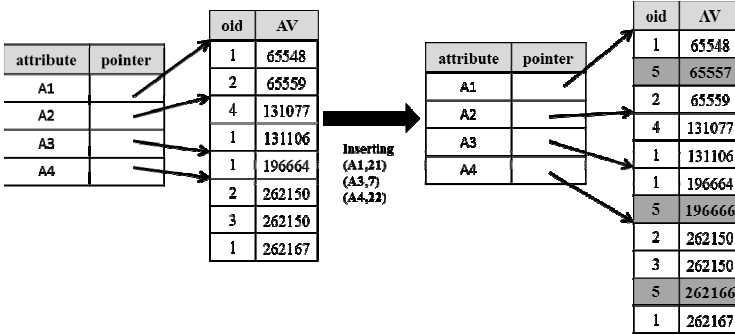 oid AV
1 65548
2 65559
4 131077
1 131106
1 196664
2 262150
3 262150
1 262167
attribute pointer
A1
A2
A3
A4
Inserting
(A1,21)
(A3,7)
(A4,22)
attribute pointer
A1
A2
A3
A4
oid AV
1 65548
5 65557
2 65559
4 131077
1 131106
1 196664
5 196666
2 262150
3 262150
5 262166
1 262167